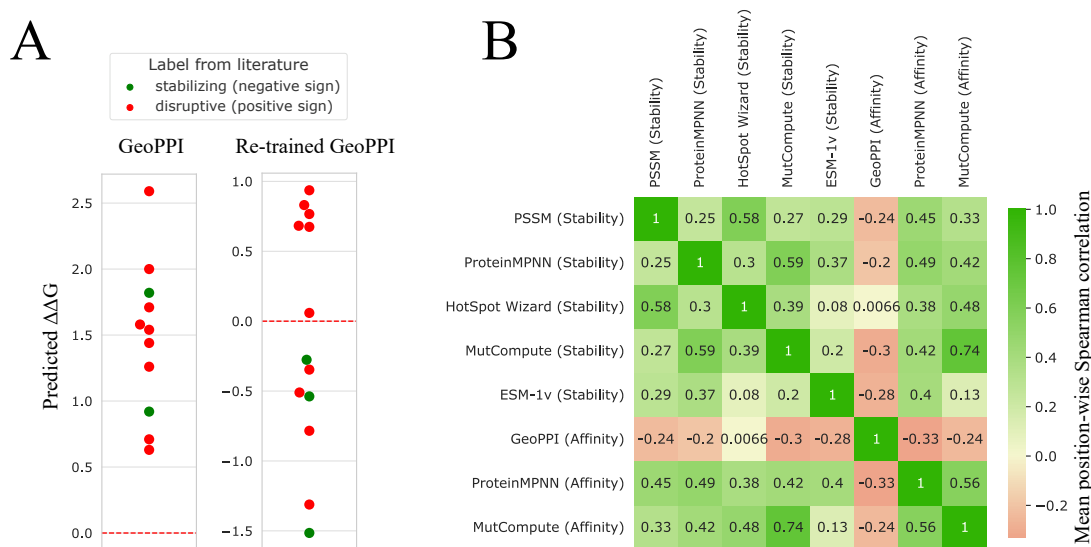 A
Label from literature
stabilizing (negative sign)
disruptive (positive sign)
GeoPPI
Re-trained GeoPPI
Predicted ΔΔG
2.5
2.0
1.5
1.0
0.5
0.0
1.0
0.5
0.0
−0.5
−1.0
−1.5
B
PSSM (Stability)
ProteinMPNN (Stability)
HotSpot Wizard (Stability)
MutCompute (Stability)
ESM-1v (Stability)
GeoPPI (Affinity)
ProteinMPNN (Affinity)
MutCompute (Affinity)
PSSM (Stability) 1 0.25 0.58 0.27 0.29 -0.24 0.45 0.33
ProteinMPNN (Stability) 0.25 1 0.3 0.59 0.37 -0.2 0.49 0.42
HotSpot Wizard (Stability) 0.58 0.3 1 0.39 0.08 0.0066 0.38 0.48
MutCompute (Stability) 0.27 0.59 0.39 1 0.2 -0.3 0.42 0.74
ESM-1v (Stability) 0.29 0.37 0.08 0.2 1 -0.28 0.4 0.13
GeoPPI (Affinity) -0.24 -0.2 0.0066 -0.3 -0.28 1 -0.33 -0.24
ProteinMPNN (Affinity) 0.45 0.49 0.38 0.42 0.4 -0.33 1 0.56
MutCompute (Affinity) 0.33 0.42 0.48 0.74 0.13 -0.24 0.56 1
1.0
0.8
0.6
0.4
0.2
0.0
−0.2
Mean position-wise Spearman correlation